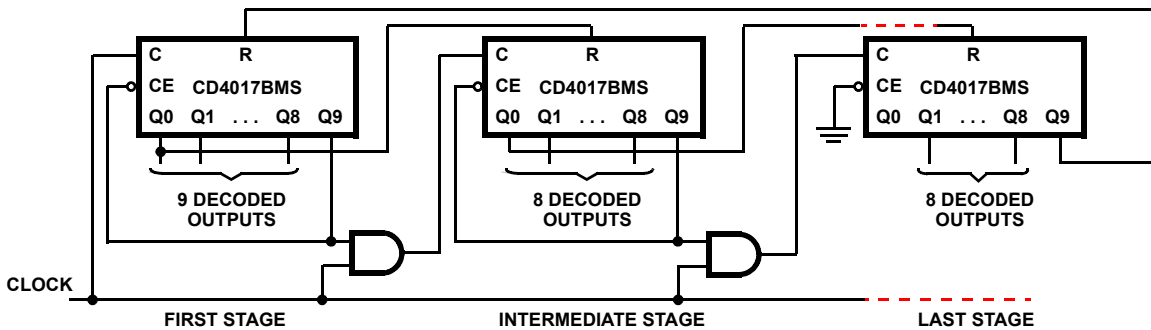 C R
CE CD4017BMS
Q0 Q1 . . . Q8 Q9
9 DECODED
OUTPUTS
C R
CE CD4017BMS
Q0 Q1 . . . Q8 Q9
8 DECODED
OUTPUTS
C R
CE CD4017BMS
Q0 Q1 . . . Q8 Q9
8 DECODED
OUTPUTS
CLOCK
FIRST STAGE
INTERMEDIATE STAGE
LAST STAGE